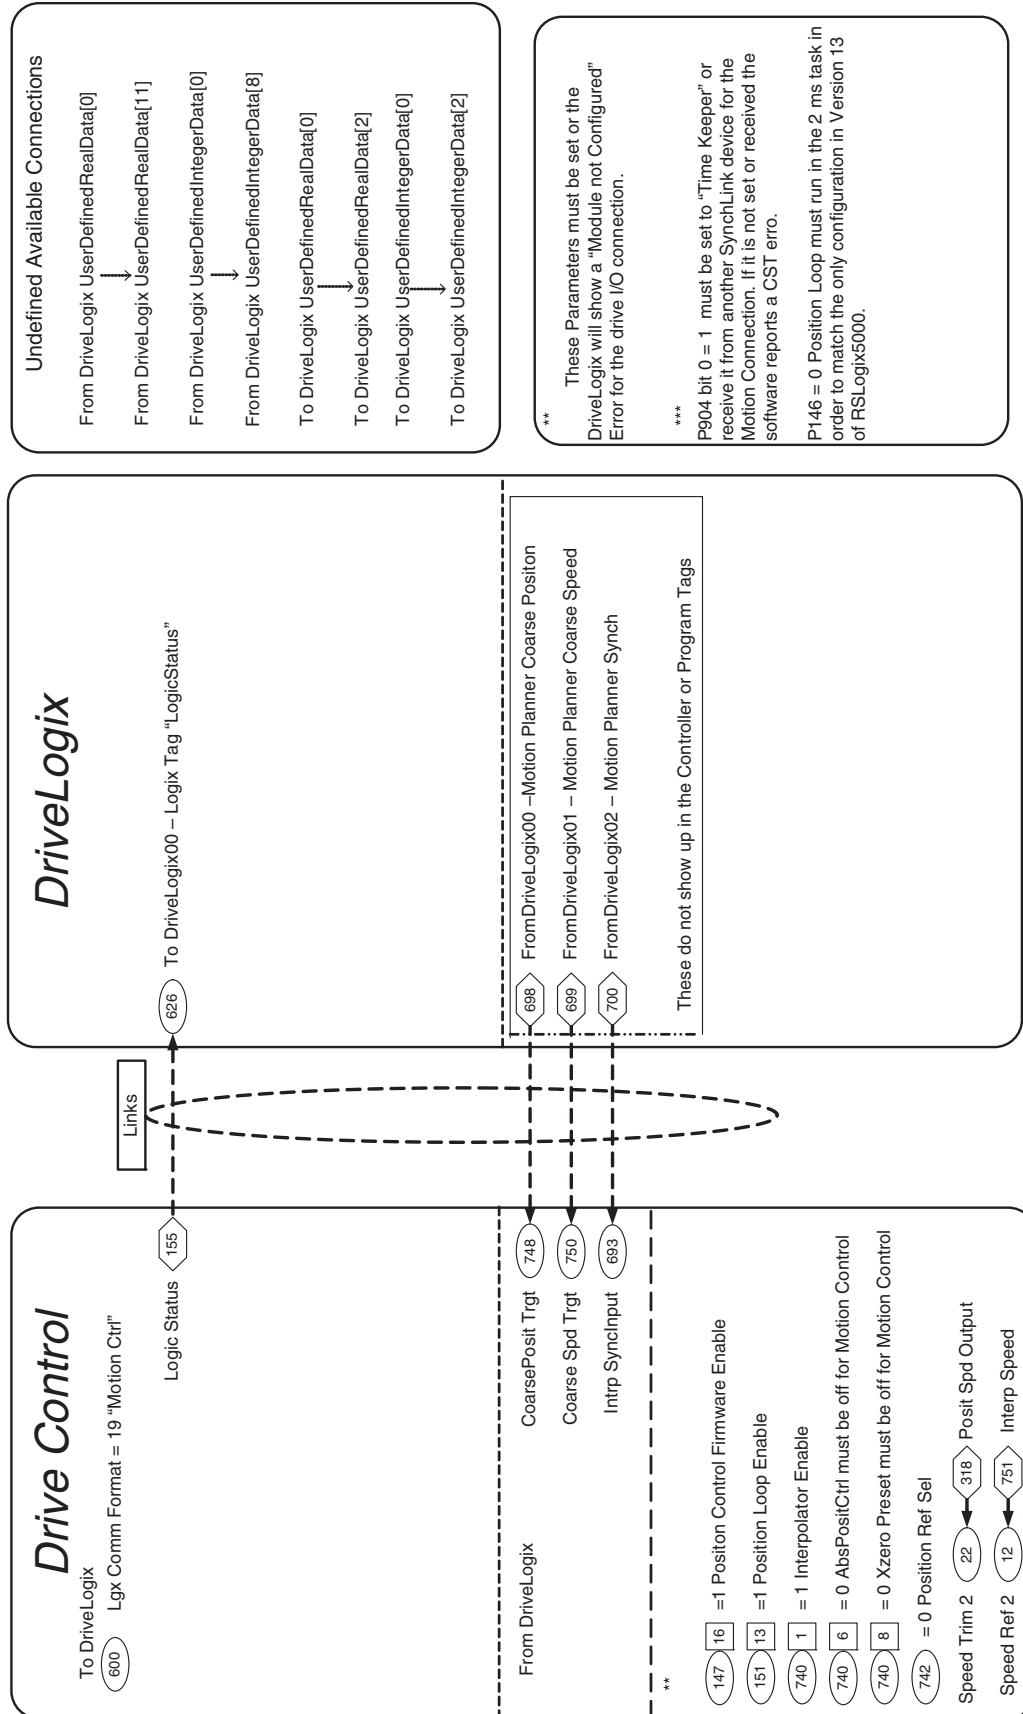 Drive Control
To DriveLogix
600 Lgx Comm Format = 19 “Motion Ctrl”
Logic Status 155
From DriveLogix
CoarsePosit Trgt 748
Coarse Spd Trgt 750
Intrp SyncInput 693
**
147 16 =1 Positon Control Firmware Enable
151 13 =1 Position Loop Enable
740 1 = 1 Interpolator Enable
740 6 = 0 AbsPositCtrl must be off for Motion Control
740 8 = 0 Xzero Preset must be off for Motion Control
742 = 0 Position Ref Sel
Speed Trim 2 22 318 Posit Spd Output
Speed Ref 2 12 751 Interp Speed
Links
DriveLogix
626 To DriveLogix00 – Logix Tag “LogicStatus”
698 FromDriveLogix00 –Motion Planner Coarse Positon
699 FromDriveLogix01 – Motion Planner Coarse Speed
700 FromDriveLogix02 – Motion Planner Synch
These do not show up in the Controller or Program Tags
Undefined Available Connections
From DriveLogix UserDefinedRealData[0]
From DriveLogix UserDefinedRealData[11]
From DriveLogix UserDefinedIntegerData[0]
From DriveLogix UserDefinedIntegerData[8]
To DriveLogix UserDefinedRealData[0]
To DriveLogix UserDefinedRealData[2]
To DriveLogix UserDefinedIntegerData[0]
To DriveLogix UserDefinedIntegerData[2]
**
These Parameters must be set or the
DriveLogix will show a “Module not Configured”
Error for the drive I/O connection.
***
P904 bit 0 = 1 must be set to “Time Keeper” or
receive it from another SynchLink device for the
Motion Connection. If it is not set or received the
software reports a CST erro.
P146 = 0 Position Loop must run in the 2 ms task in
order to match the only configuration in Version 13
of RSLogix5000.